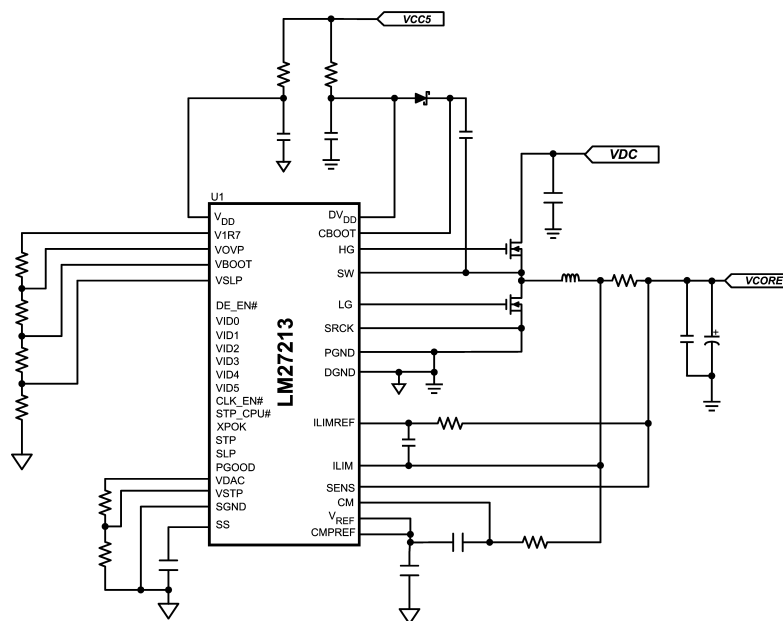 VCC5
VDC
U1
VDD
V1R7
VOVP
VBOOT
VSLP
DE_EN#
VID0
VID1
VID2
VID3
VID4
VID5
CLK_EN#
STP_CPU#
XPOK
STP
SLP
PGOOD
VDAC
VSTP
SGND
SS
LM27213
DVDD
CBOOT
HG
SW
LG
SRCK
PGND
DGND
ILIMREF
ILIM
SENS
CM
VREF
CMPREF
VCORE
+